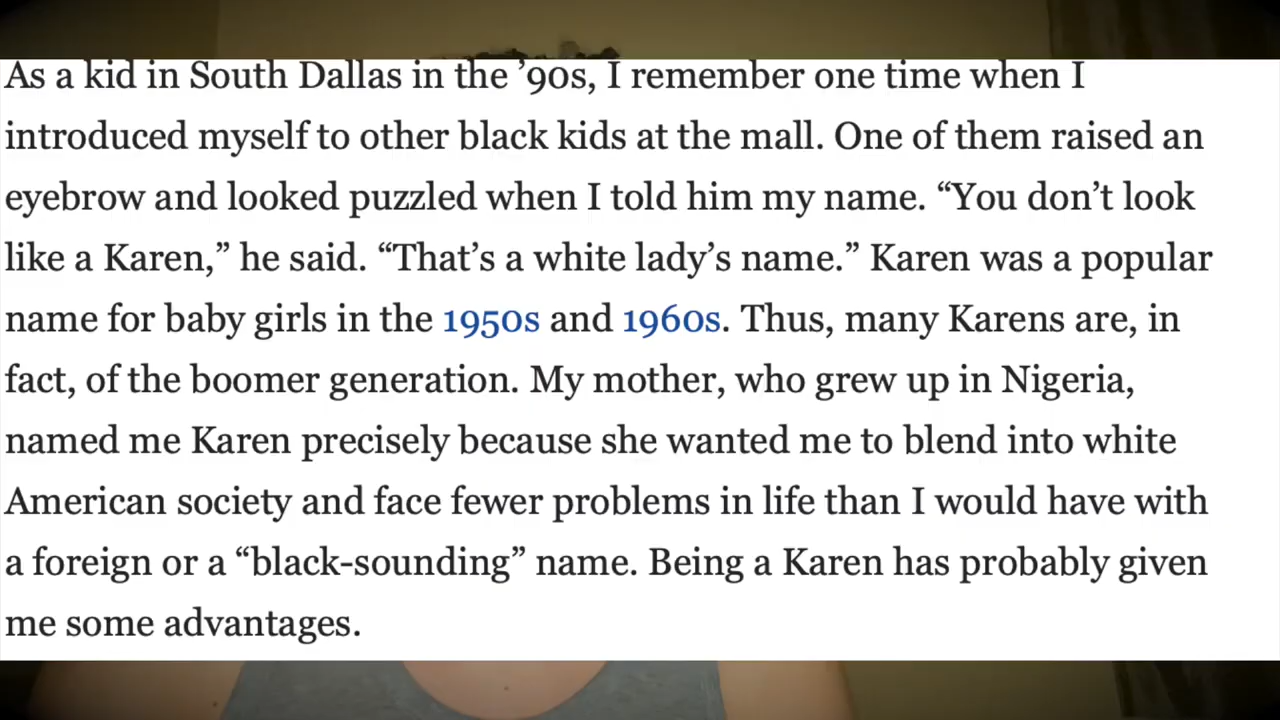 As a kid in South Dallas in the ’90s, I remember one time when I
introduced myself to other black kids at the mall. One of them raised an
eyebrow and looked puzzled when I told him my name. “You don’t look
like a Karen,” he said. “That’s a white lady’s name.” Karen was a popular
name for baby girls in the 1950s and 1960s. Thus, many Karens are, in
fact, of the boomer generation. My mother, who grew up in Nigeria,
named me Karen precisely because she wanted me to blend into white
American society and face fewer problems in life than I would have with
a foreign or a “black-sounding” name. Being a Karen has probably given
me some advantages.